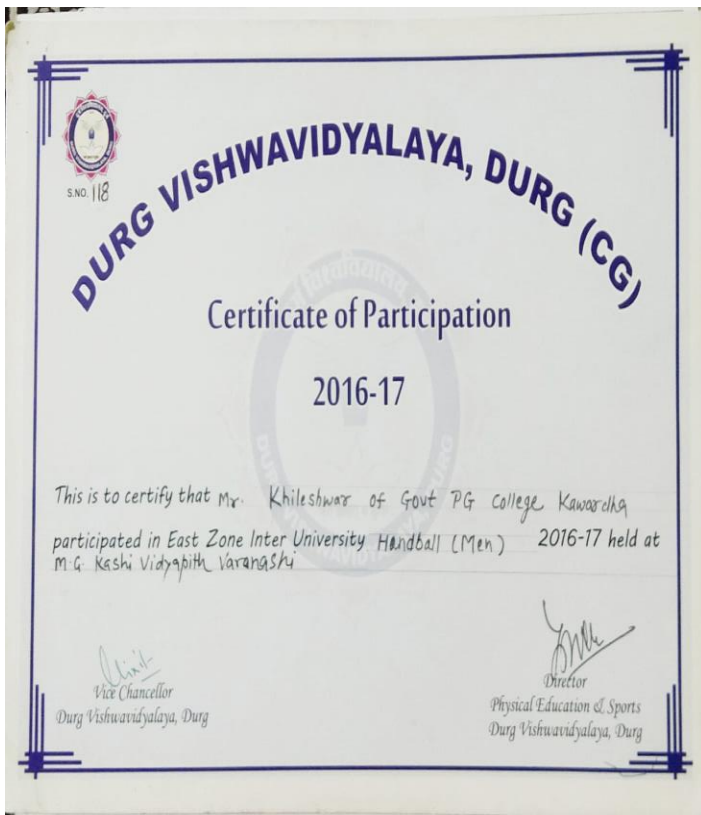 S.NO. 118
DURG VISHWAVIDYALAYA, DURG (CG)
Certificate of Participation
2016-17
This is to certify that Mr. Khileshwar of Govt PG College Kawardha
participated in East Zone Inter University Handball (Men) 2016-17 held at
M.G. Kashi Vidyapith Varanashi
Vice Chancellor
Durg Vishwavidyalaya, Durg
Director
Physical Education & Sports
Durg Vishwavidyalaya, Durg